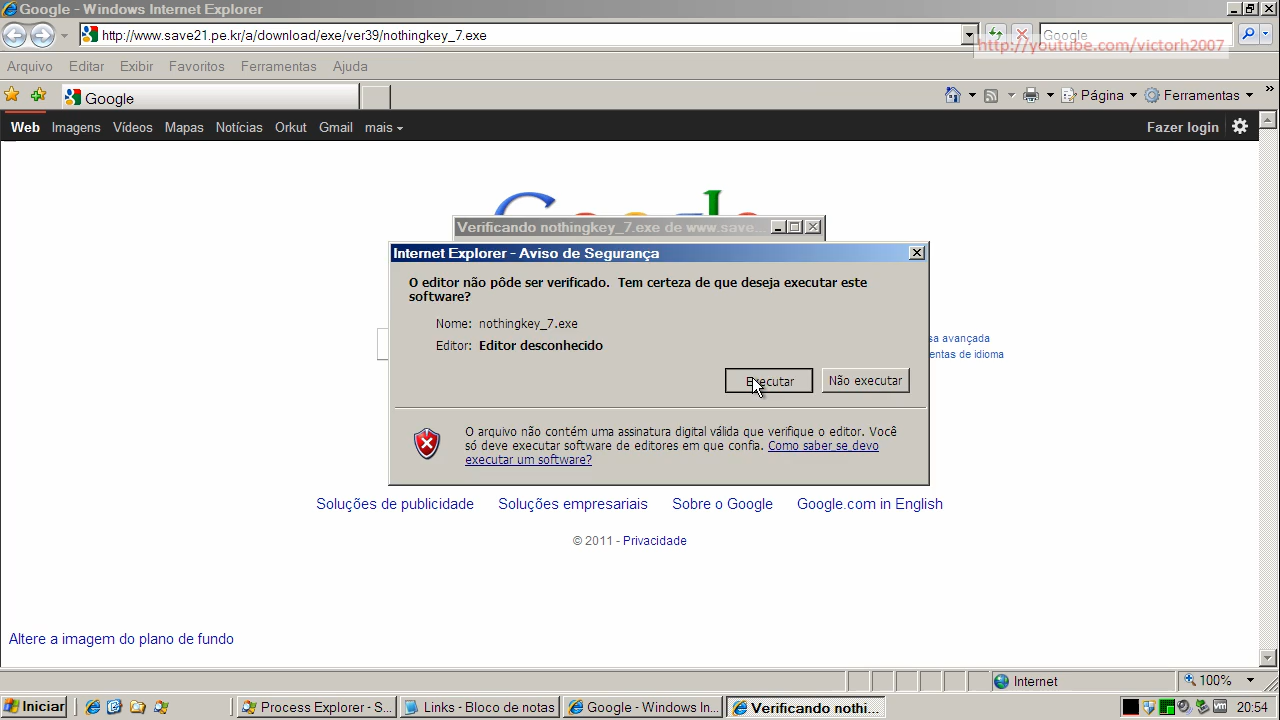 Google - Windows Internet Explorer
http://www.save21.pe.kr/a/download/exe/ver39/nothingkey_7.exe
Google
http://youtube.com/victorh2007
Arquivo Editar Exibir Favoritos Ferramentas Ajuda
Google
Página Ferramentas »
Web Imagens Vídeos Mapas Notícias Orkut Gmail mais
Fazer login
Verificando nothingkey_7.exe de www.save...
Internet Explorer - Aviso de Segurança
O editor não pôde ser verificado. Tem certeza de que deseja executar este
software?
Nome: nothingkey_7.exe
Editor: Editor desconhecido
Executar Não executar
O arquivo não contém uma assinatura digital válida que verifique o editor. Você
só deve executar software de editores em que confia. Como saber se devo
executar um software?
sa avançada
entas de idioma
Soluções de publicidade Soluções empresariais Sobre o Google Google.com in English
© 2011 - Privacidade
Altere a imagem do plano de fundo
Internet
100%
Iniciar
Process Explorer - S...
Links - Bloco de notas
Google - Windows In...
Verificando nothi...
20:54